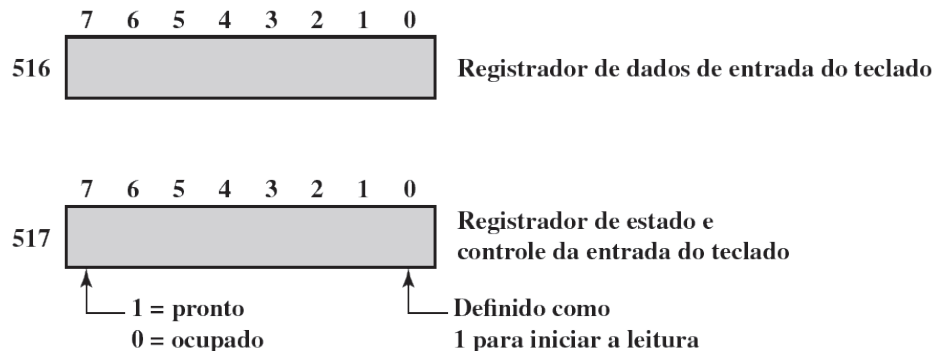 7 6 5 4 3 2 1 0
516 Registrador de dados de entrada do teclado
7 6 5 4 3 2 1 0
517 Registrador de estado e
controle da entrada do teclado
1 = pronto
0 = ocupado
Definido como
1 para iniciar a leitura